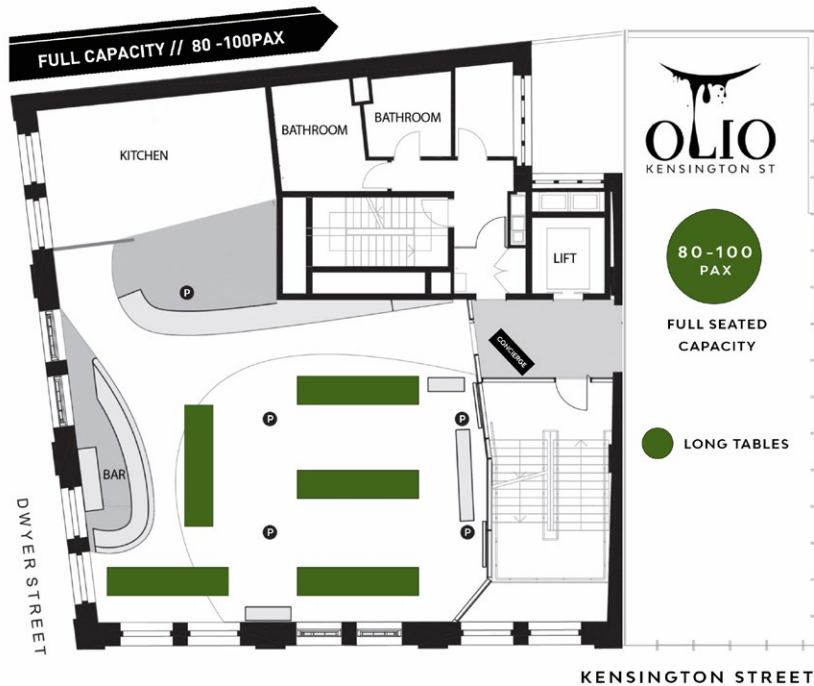 FULL CAPACITY // 80 -100PAX
OLIO
KENSINGTON ST
BATHROOM
BATHROOM
KITCHEN
80-100
PAX
LIFT
P
FULL SEATED
CAPACITY
CONCIERGE
P
P
LONG TABLES
BAR
P
P
DWYER STREET
KENSINGTON STREET